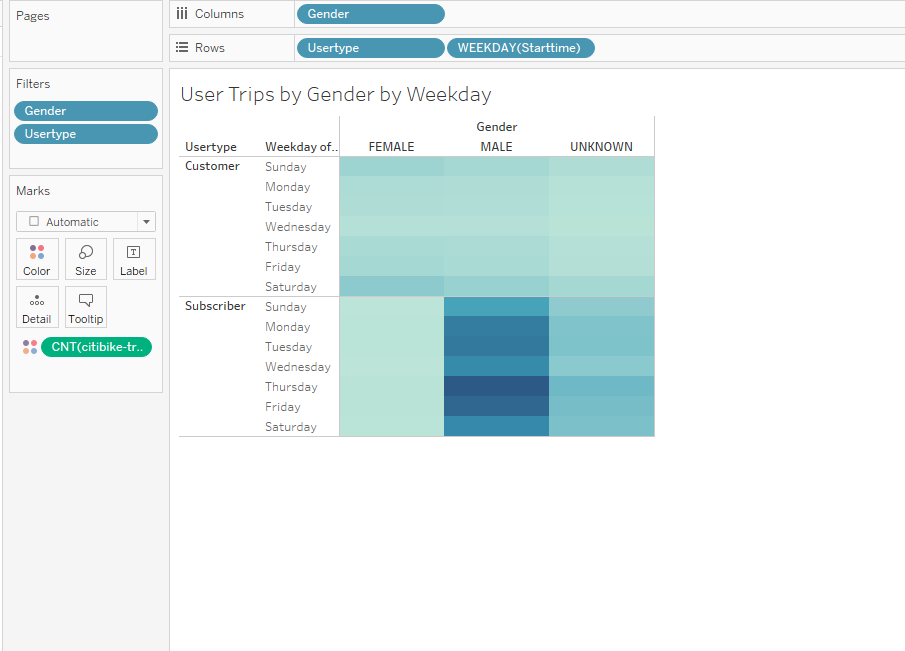 Pages
Columns
Gender
Rows
Usertype
WEEKDAY(Starttime)
Filters
Gender
Usertype
Marks
Automatic
Color
Size
Label
Detail
Tooltip
CNT(citibike-tr..
User Trips by Gender by Weekday
Gender
Usertype
Weekday of..
FEMALE
MALE
UNKNOWN
Customer
Sunday
Monday
Tuesday
Wednesday
Thursday
Friday
Saturday
Subscriber
Sunday
Monday
Tuesday
Wednesday
Thursday
Friday
Saturday